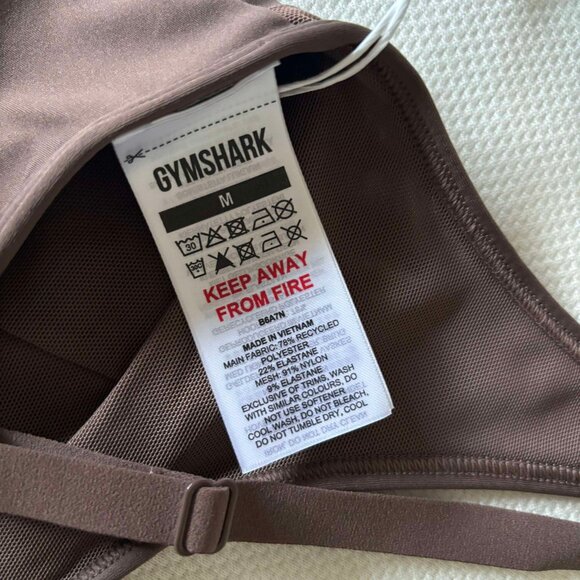 GYMSHARK
M
30
KEEP AWAY
FROM FIRE
B6A7N
MADE IN VIETNAM
MAIN FABRIC: 78% RECYCLED
POLYESTER
22% ELASTANE
MESH: 91% NYLON
9% ELASTANE
EXCLUSIVE OF TRIMS, WASH
WITH SIMILAR COLOURS, DO
NOT USE SOFTENER
COOL WASH. DO NOT BLEACH,
DO NOT TUMBLE DRY, COOL